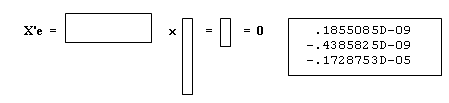 X'e = × = = 0
.1855085D-09
-.4385825D-09
-.1728753D-05